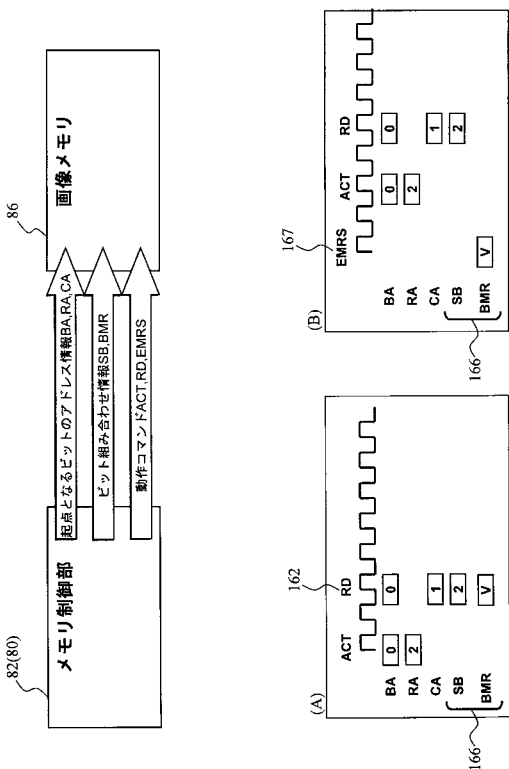 82(80)
メモリ制御部
起点となるビットのアドレス情報BA,RA,CA
ビット組み合わせ情報SB,BMR
動作コマンドACT,RD,EMRS
86
画像メモリ
(A)
162
ACT RD
BA 0 0
RA 2
CA 1
SB 2
BMR V
166
(B)
167
EMRS ACT RD
BA 0 0
RA 2
CA 1
SB 2
BMR V
166